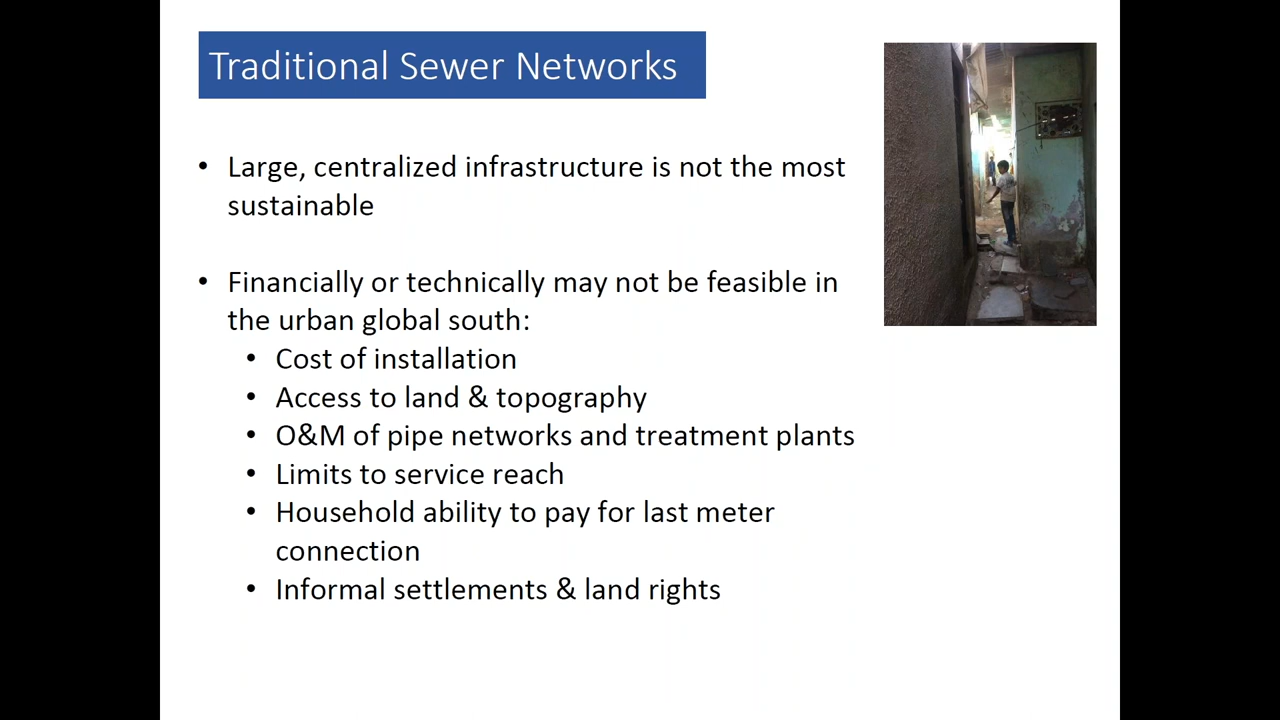 Traditional Sewer Networks
• Large, centralized infrastructure is not the most
sustainable
• Financially or technically may not be feasible in
the urban global south:
• Cost of installation
• Access to land & topography
• O&M of pipe networks and treatment plants
• Limits to service reach
• Household ability to pay for last meter
connection
• Informal settlements & land rights